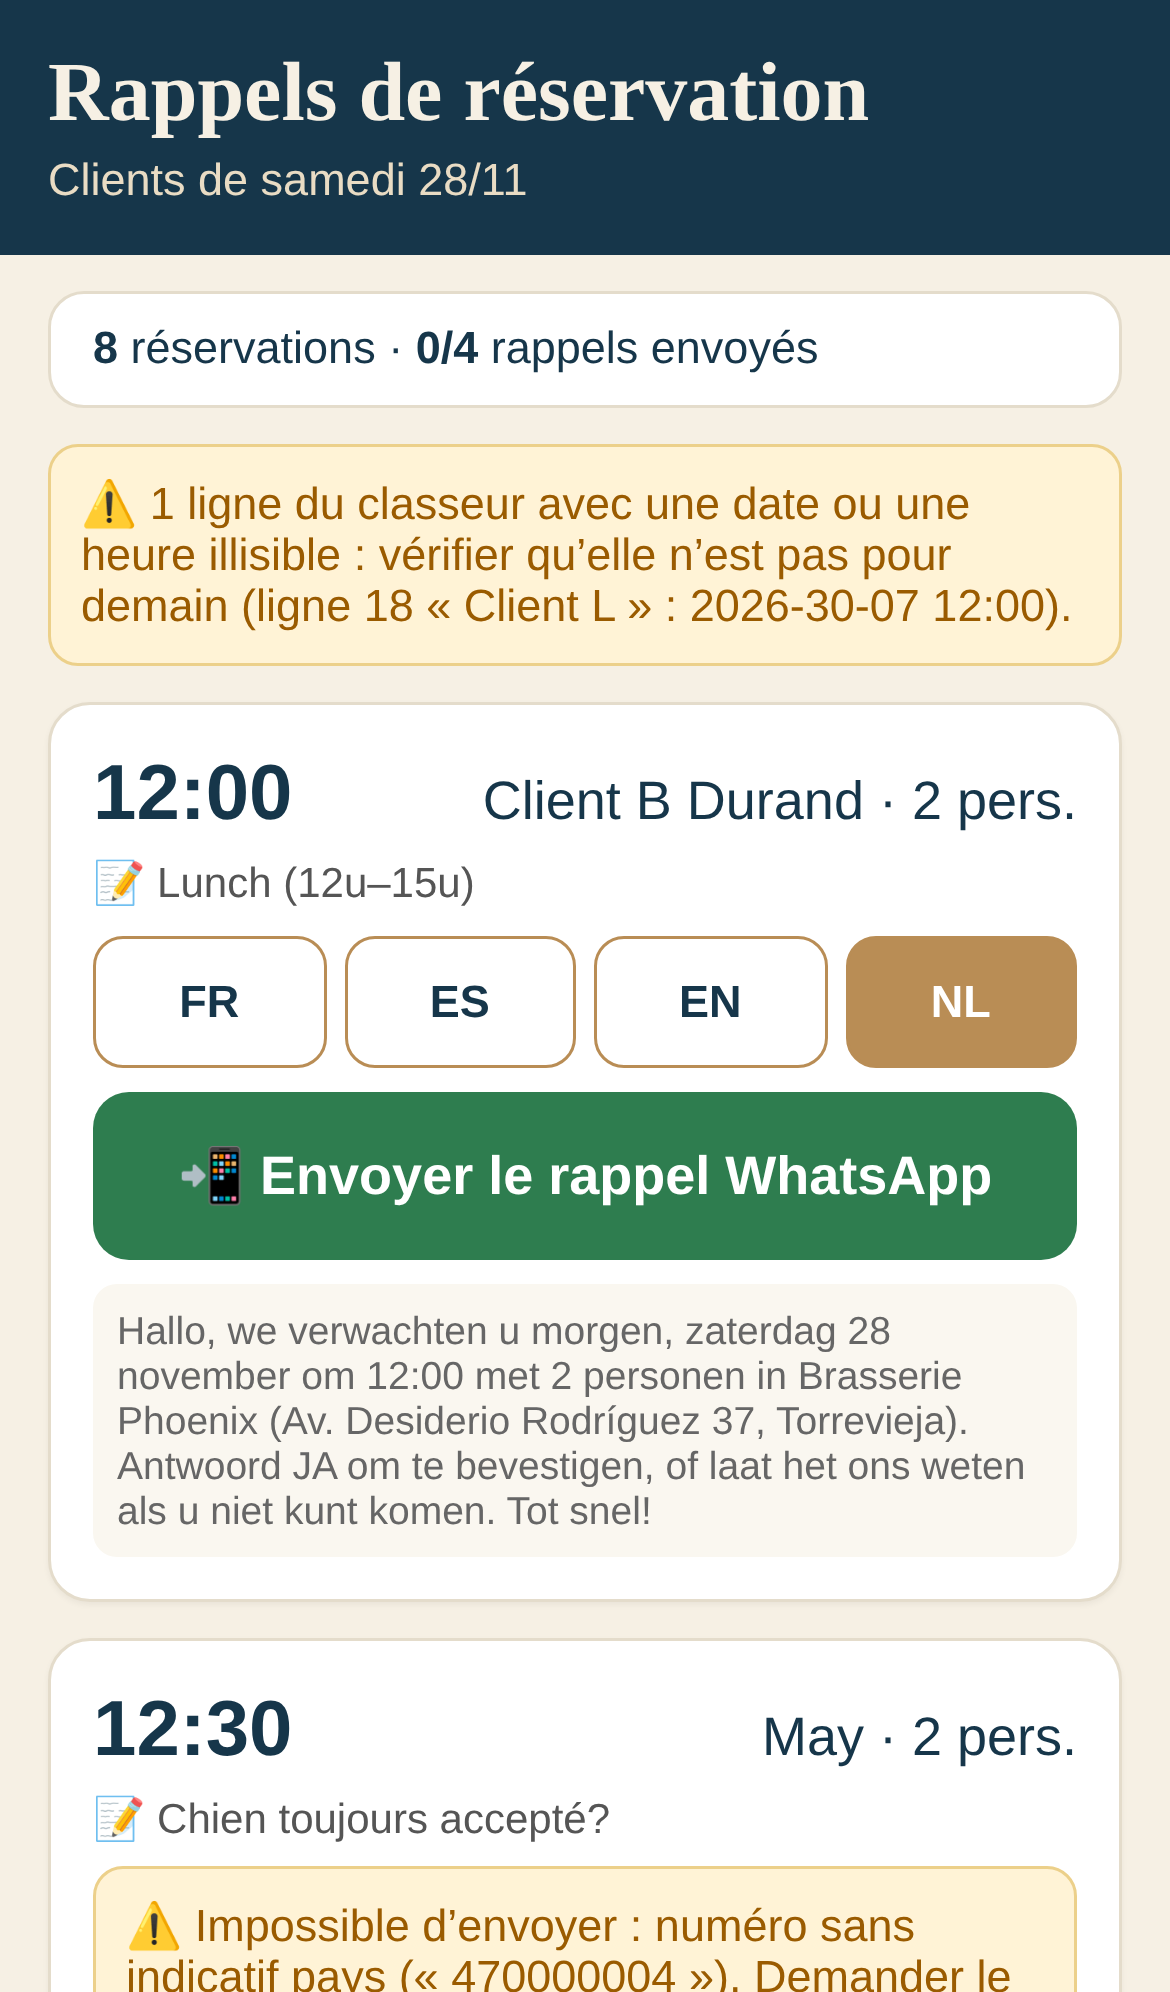 Rappels de réservation
Clients de samedi 28/11
8 réservations · 0/4 rappels envoyés
⚠️ 1 ligne du classeur avec une date ou une
heure illisible : vérifier qu’elle n’est pas pour
demain (ligne 18 « Client L » : 2026-30-07 12:00).
12:00 Client B Durand · 2 pers.
📝 Lunch (12u–15u)
FR ES EN NL
📲 Envoyer le rappel WhatsApp
Hallo, we verwachten u morgen, zaterdag 28
november om 12:00 met 2 personen in Brasserie
Phoenix (Av. Desiderio Rodríguez 37, Torrevieja).
Antwoord JA om te bevestigen, of laat het ons weten
als u niet kunt komen. Tot snel!
12:30 May · 2 pers.
📝 Chien toujours accepté?
⚠️ Impossible d’envoyer : numéro sans
indicatif pays (« 470000004 »). Demander le